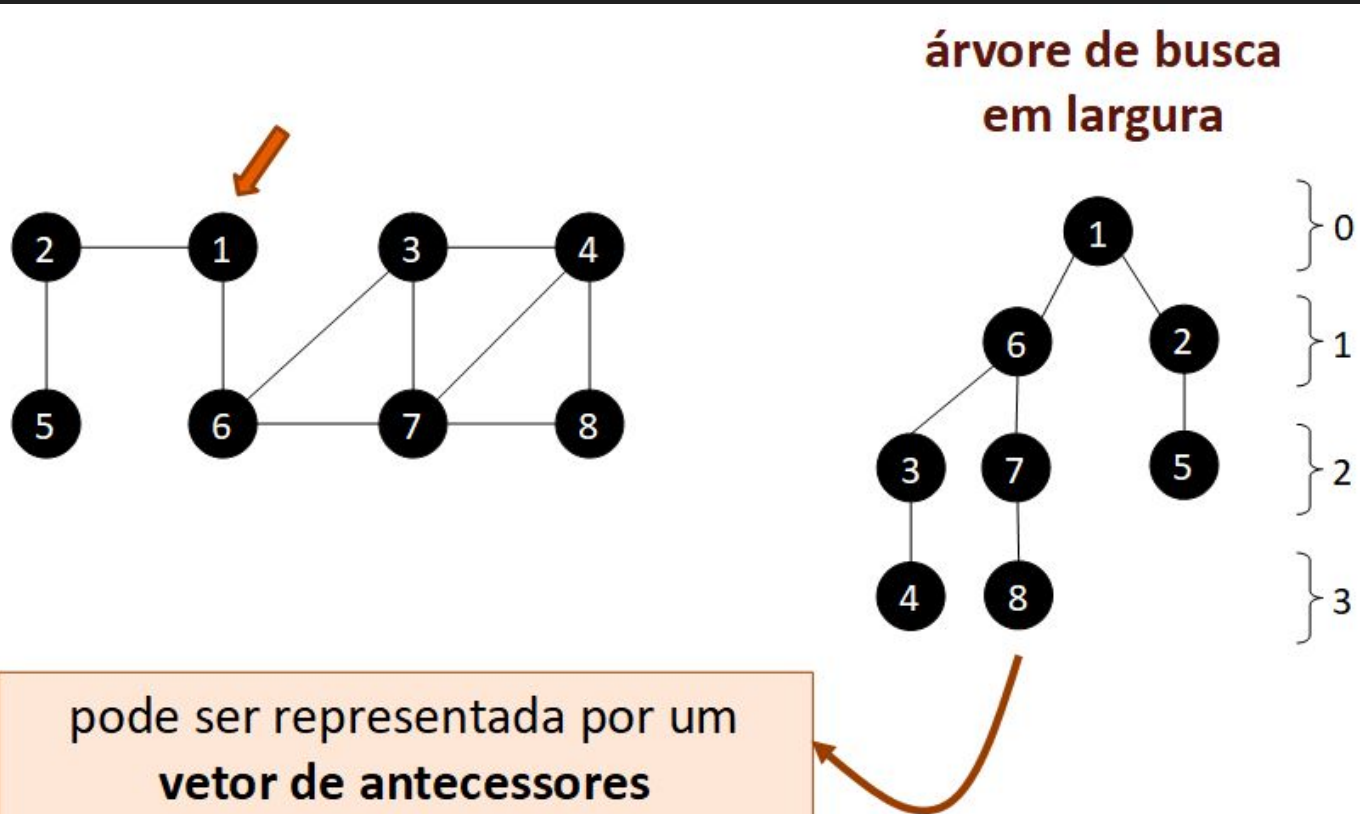 árvore de busca
em largura
2 1 3 4
5 6 7 8
1
0
6 2
1
3 7 5
2
4 8
3
pode ser representada por um
vetor de antecessores